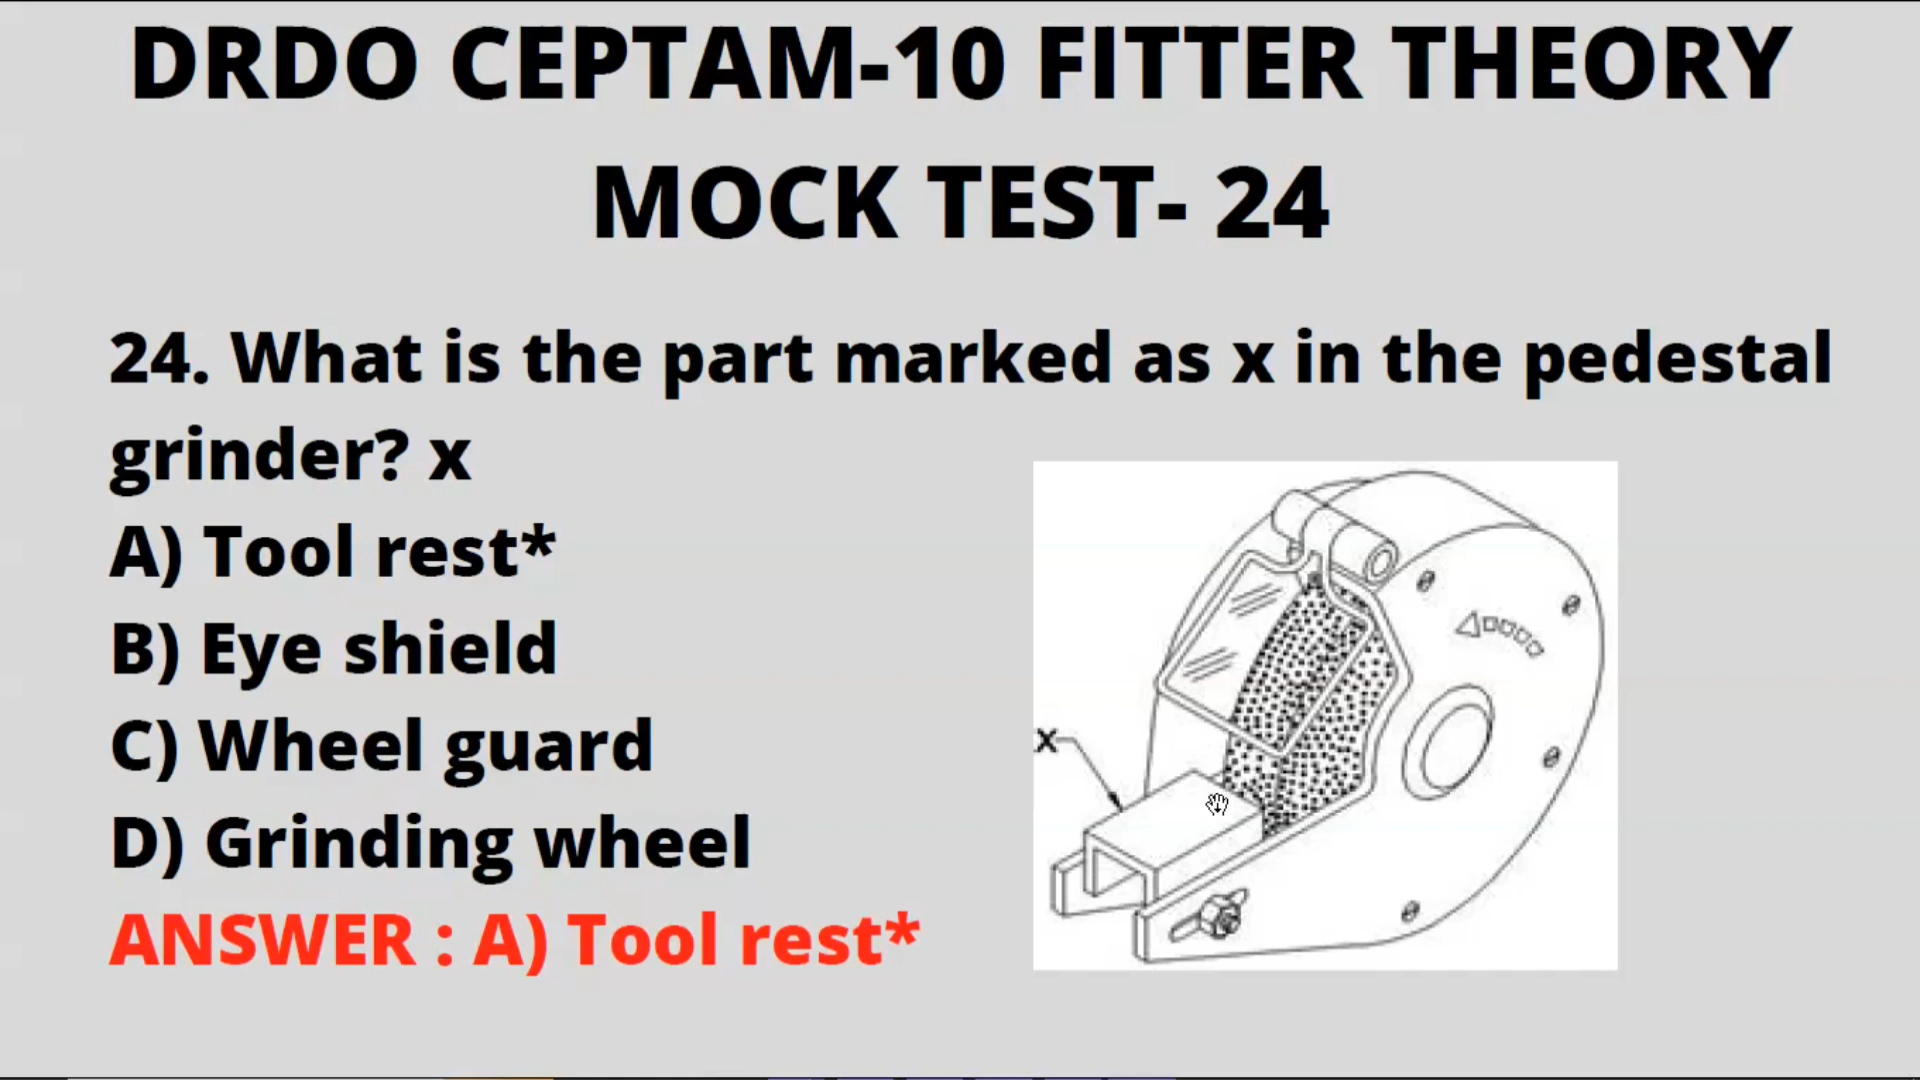 DRDO CEPTAM-10 FITTER THEORY
MOCK TEST- 24
24. What is the part marked as x in the pedestal
grinder? x
A) Tool rest*
B) Eye shield
C) Wheel guard
D) Grinding wheel
ANSWER : A) Tool rest*
X